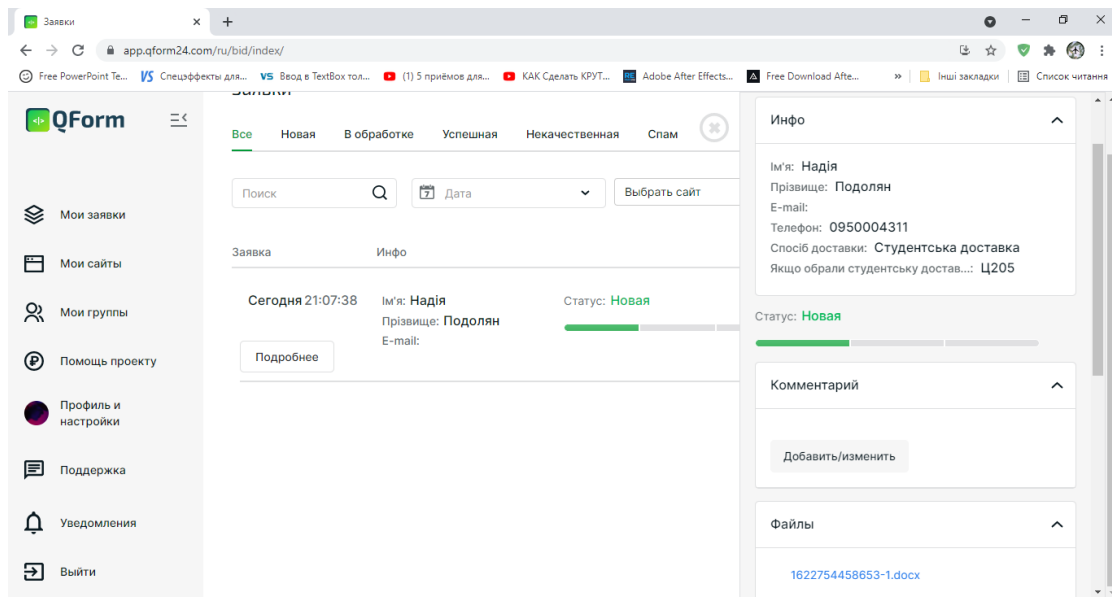 Заявки
app.qform24.com/ru/bid/index/
Free PowerPoint Te... Спецэффекты для... Ввод в TextBox тол... (1) 5 приёмов для... КАК Сделать КРУТ... Adobe After Effects... Free Download Afte... » Інші закладки Список читання
QForm
Мои заявки
Мои сайты
Мои группы
Помощь проекту
Профиль и
настройки
Поддержка
Уведомления
Выйти
Заявки
Все Новая В обработке Успешная Некачественная Спам
Поиск 7 Дата Выбрать сайт
Заявка Инфо
Сегодня 21:07:38
Ім'я: Надія
Прізвище: Подолян
E-mail:
Статус: Новая
Подробнее
Инфо
Ім'я: Надія
Прізвище: Подолян
E-mail:
Телефон: 0950004311
Спосіб доставки: Студентська доставка
Якщо обрали студентську достав...: Ц205
Статус: Новая
Комментарий
Добавить/изменить
Файлы
1622754458653-1.docx